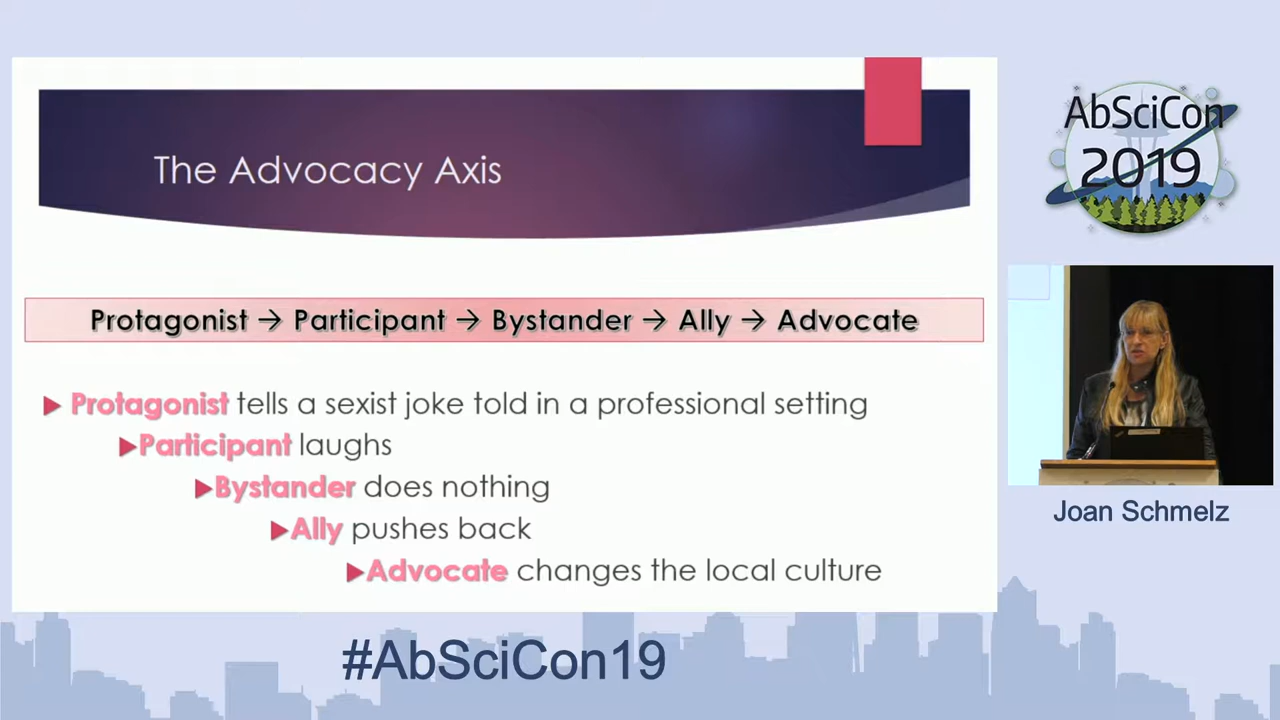 The Advocacy Axis
Protagonist → Participant → Bystander → Ally → Advocate
Protagonist tells a sexist joke told in a professional setting
Participant laughs
Bystander does nothing
Ally pushes back
Advocate changes the local culture
AbSciCon
2019
Joan Schmelz
#AbSciCon19